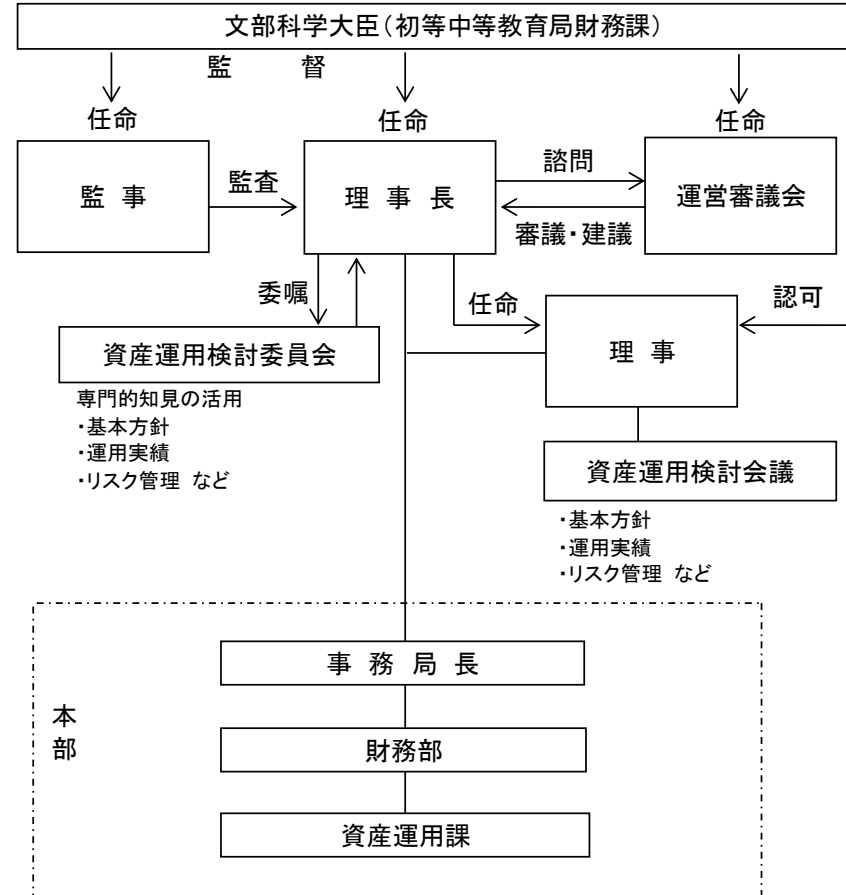 文部科学大臣(初等中等教育局財務課)
監 督
任命
任命
任命
監 事
監査
理 事 長
諮問
審議・建議
運営審議会
委嘱
任命
認可
資産運用検討委員会
理 事
専門的知見の活用
・基本方針
・運用実績
・リスク管理 など
資産運用検討会議
・基本方針
・運用実績
・リスク管理 など
本部
事 務 局 長
財務部
資産運用課